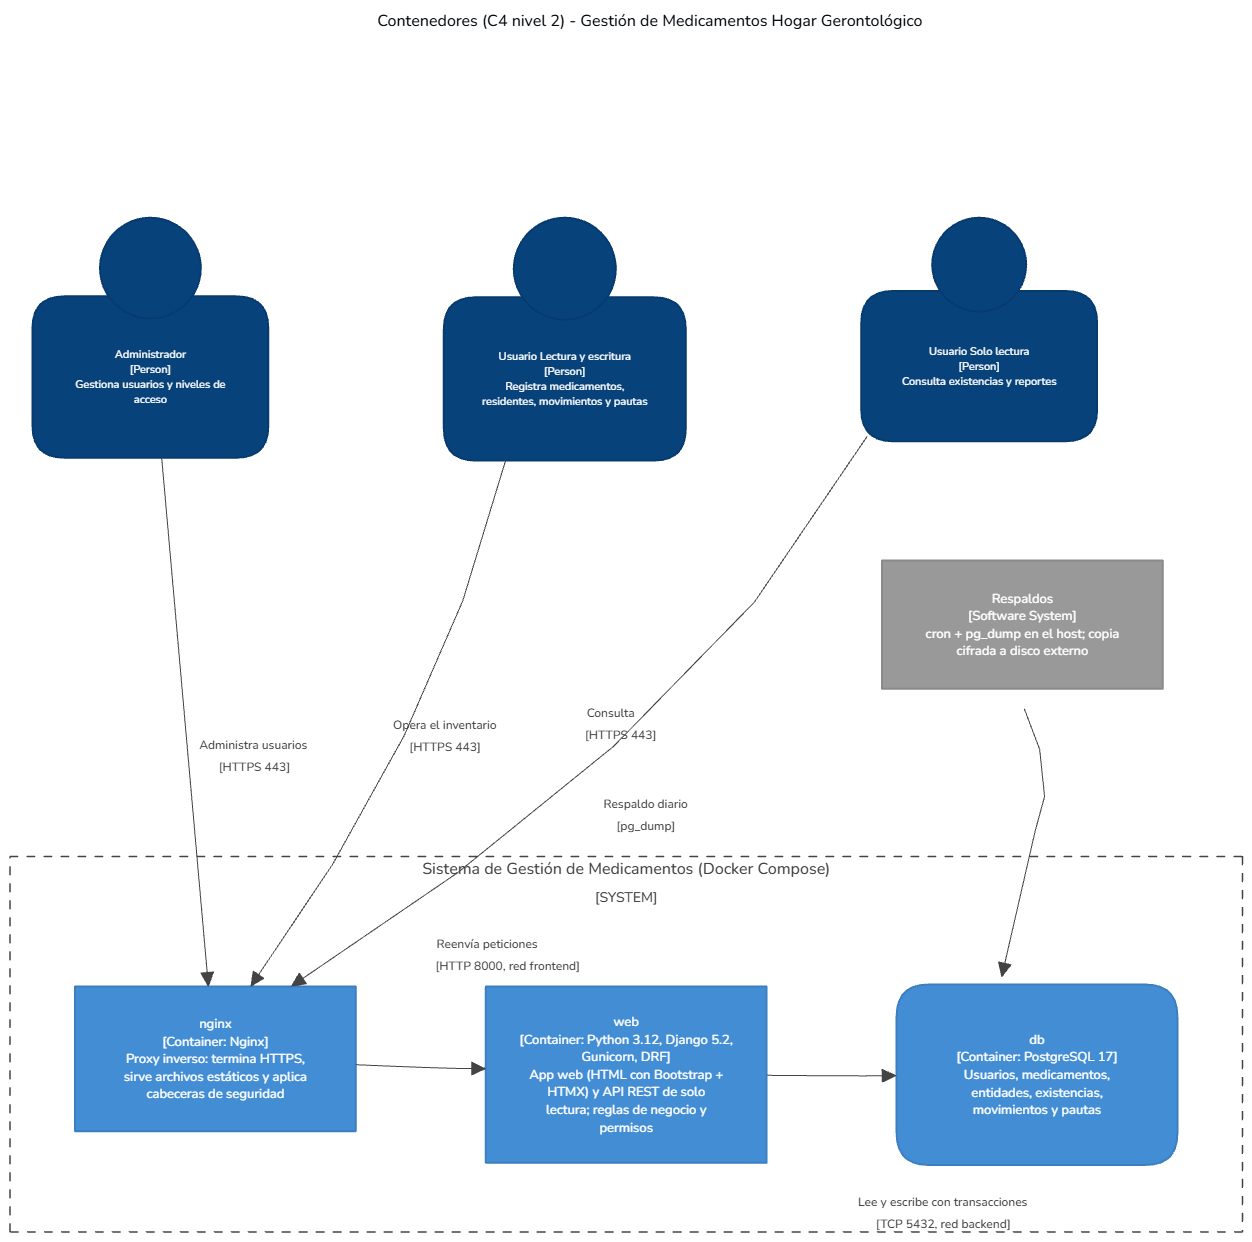 Contenedores (C4 nivel 2) - Gestión de Medicamentos Hogar Gerontológico
Administrador
[Person]
Gestiona usuarios y niveles de
acceso
Usuario Lectura y escritura
[Person]
Registra medicamentos,
residentes, movimientos y pautas
Usuario Solo lectura
[Person]
Consulta existencias y reportes
Respaldos
[Software System]
cron + pg_dump en el host; copia
cifrada a disco externo
Administra usuarios
[HTTPS 443]
Opera el inventario
[HTTPS 443]
Consulta
[HTTPS 443]
Respaldo diario
[pg_dump]
Sistema de Gestión de Medicamentos (Docker Compose)
[SYSTEM]
Reenvía peticiones
[HTTP 8000, red frontend]
nginx
[Container: Nginx]
Proxy inverso: termina HTTPS,
sirve archivos estáticos y aplica
cabeceras de seguridad
web
[Container: Python 3.12, Django 5.2,
Gunicorn, DRF]
App web (HTML con Bootstrap +
HTMX) y API REST de solo
lectura; reglas de negocio y
permisos
db
[Container: PostgreSQL 17]
Usuarios, medicamentos,
entidades, existencias,
movimientos y pautas
Lee y escribe con transacciones
[TCP 5432, red backend]